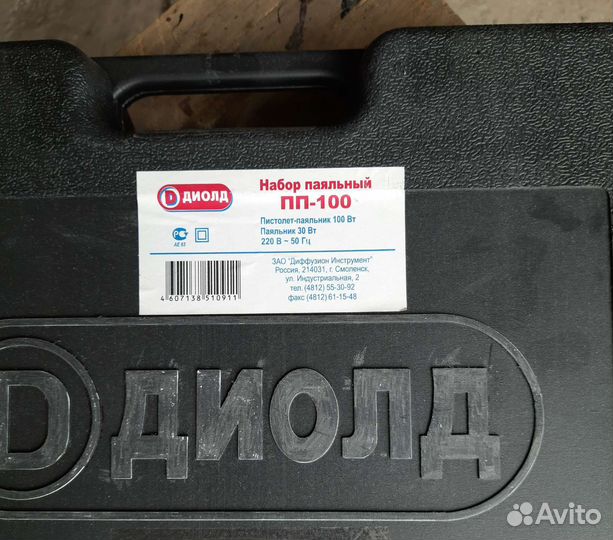 ДИОЛД
Набор паяльный
ПП-100
Пистолет-паяльник 100 Вт
Паяльник 30 Вт
220 В ~ 50 Гц
АЕ 63
ЗАО "Диффузион Инструмент"
Россия, 214031, г. Смоленск,
ул. Индустриальная, 2
тел. (4812) 55-30-92
факс (4812) 61-15-48
4 607138 510911
D ДИОЛД
Avito